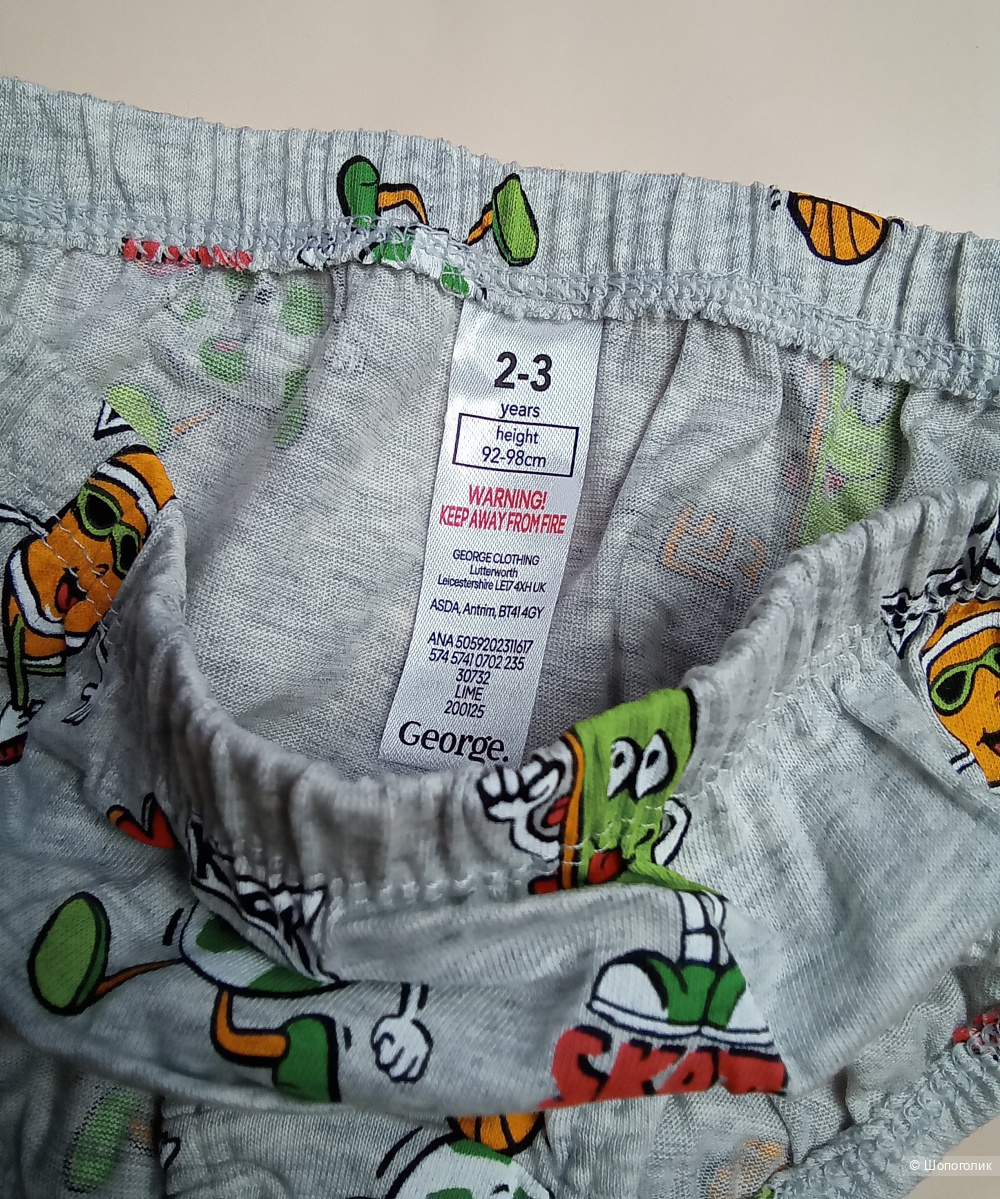 2-3
years
height
92-98cm
WARNING!
KEEP AWAY FROM FIRE
GEORGE CLOTHING
Lutterworth
Leicestershire LE17 4XH UK
ASDA, Antrim, BT41 4GY
ANA 5059202311617
574 5741 0702 235
30732
LIME
200125
George.
© Шопоголик